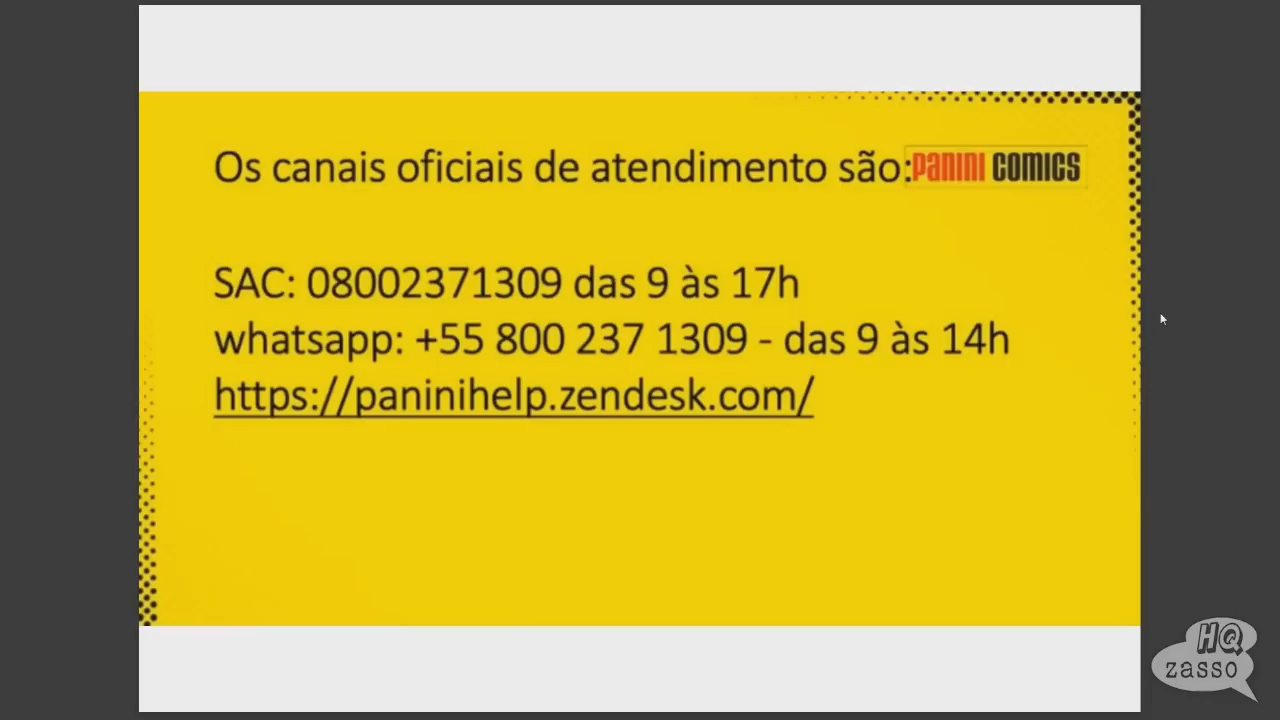 Os canais oficiais de atendimento são:
PANINI COMICS
SAC: 08002371309 das 9 às 17h
whatsapp: +55 800 237 1309 - das 9 às 14h
https://paninihelp.zendesk.com/
HQ
zasso